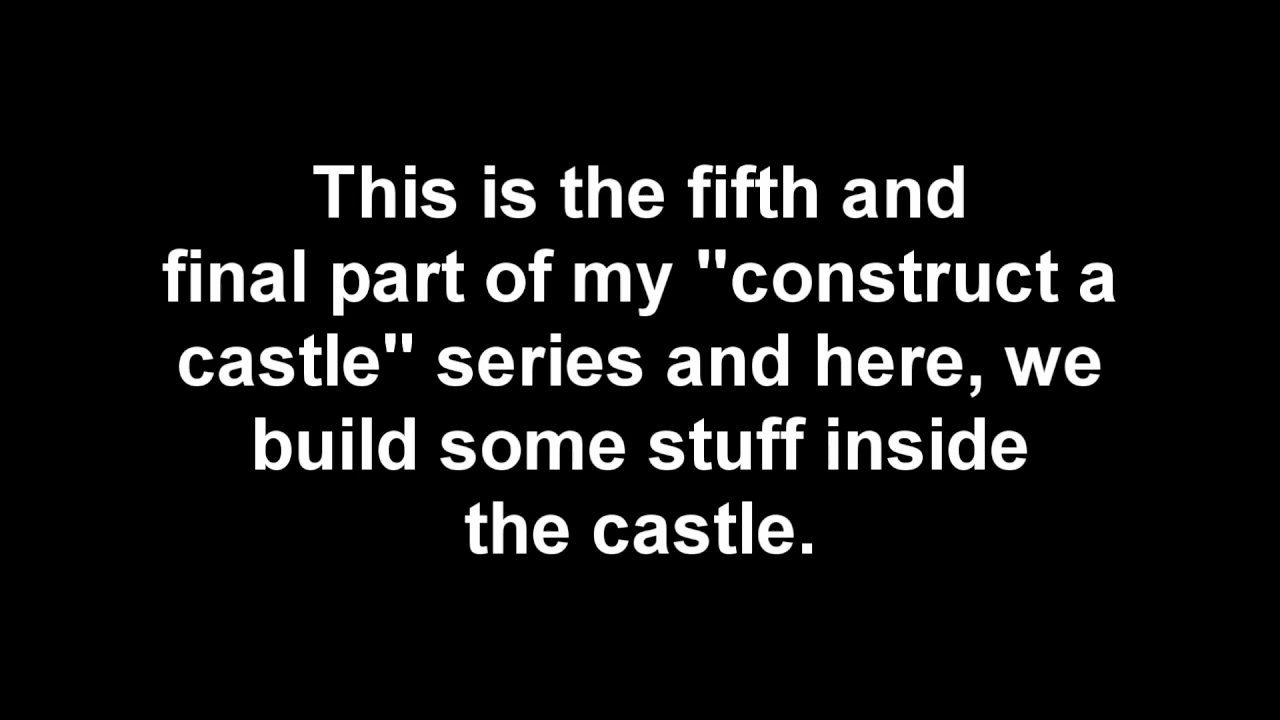 This is the fifth and
final part of my "construct a
castle" series and here, we
build some stuff inside
the castle.